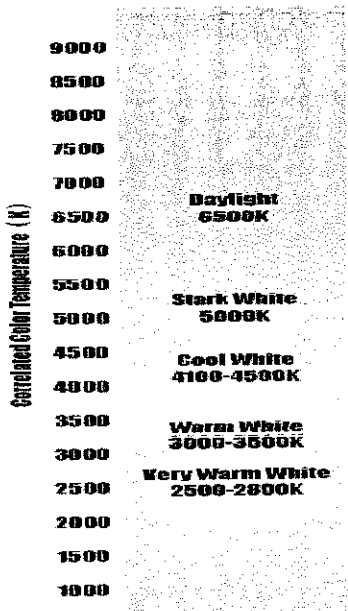 9000
8500
8000
7500
7000
Daylight
6500
6500K
6000
5500
Stark White
5000
5000K
4500
Cool White
4100-4500K
4000
3500
Warm White
3000-3500K
3000
Very Warm White
2500
2500-2800K
2000
1500
1000
Correlated Color Temperature (K)